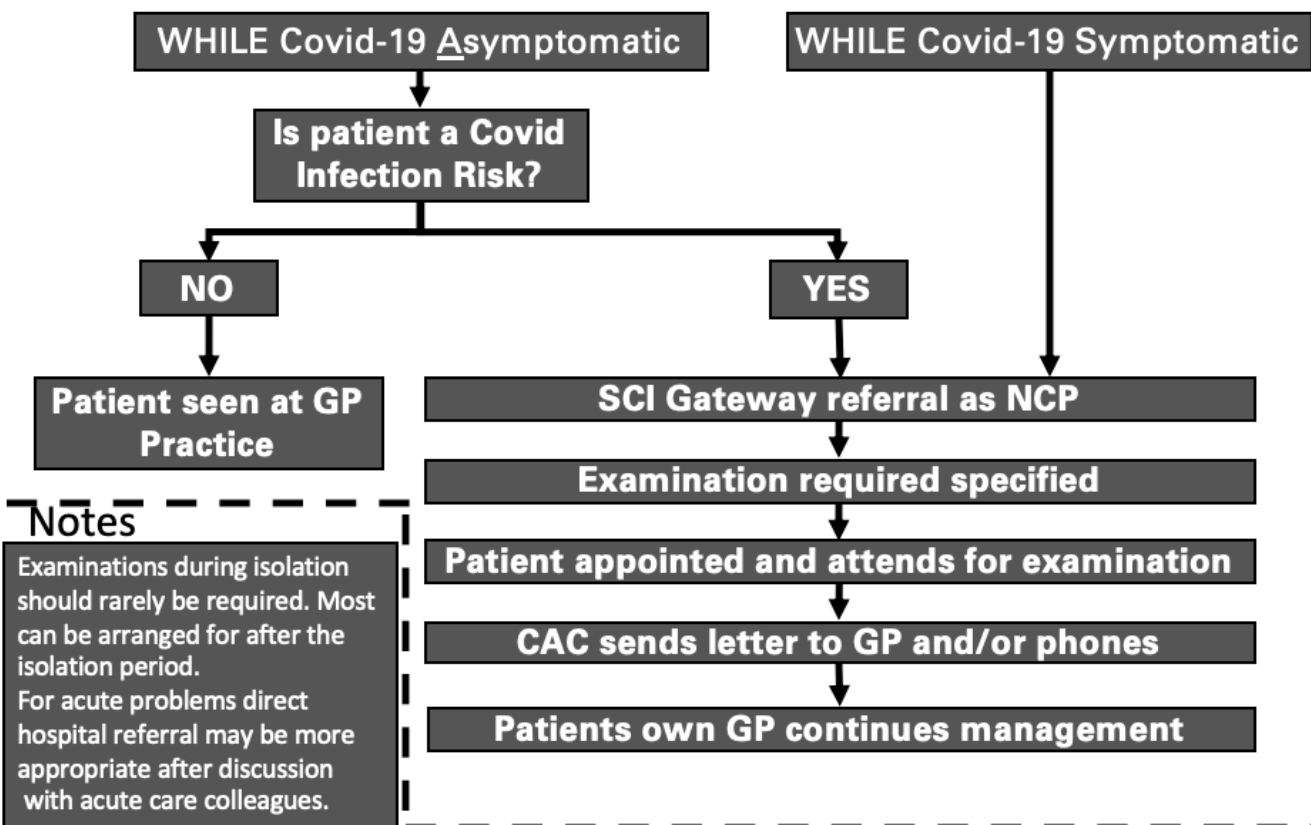 WHILE Covid-19 Asymptomatic
WHILE Covid-19 Symptomatic
Is patient a Covid
Infection Risk?
NO
YES
Patient seen at GP
Practice
SCI Gateway referral as NCP
Examination required specified
Patient appointed and attends for examination
CAC sends letter to GP and/or phones
Patients own GP continues management
Notes
Examinations during isolation
should rarely be required. Most
can be arranged for after the
isolation period.
For acute problems direct
hospital referral may be more
appropriate after discussion
with acute care colleagues.